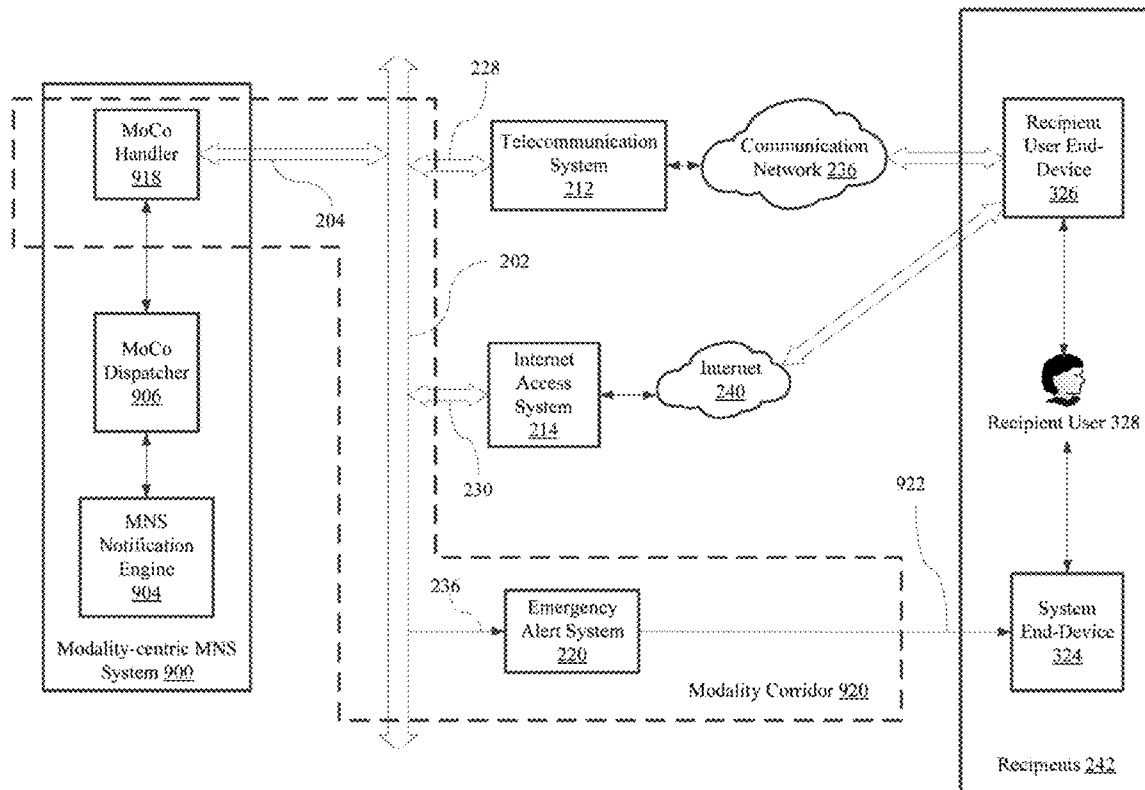 MoCo
Handler
918
204
228
Telecommunication
System
212
Communication
Network 226
Recipient
User End-
Device
326
202
MoCo
Dispatcher
906
Internet
Access
System
214
Internet
240
230
Recipient User 328
922
MNS
Notification
Engine
904
Modality-centric MNS
System 900
236
Emergency
Alert System
220
System
End-Device
324
Modality Corridor 920
Recipients 242